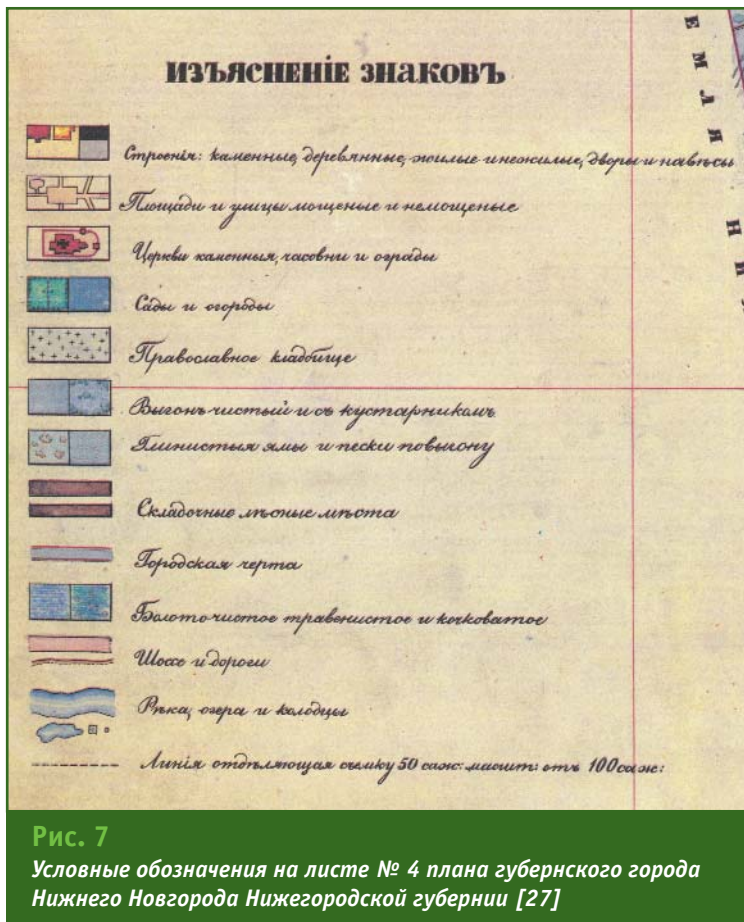 ИЗЪЯСНЕНІЕ ЗНАКОВЪ
Строенія: каменные, деревянные, жилые и нежилые, дворы и навѣсы
Площади и улицы мощеные и немощеные
Церкви каменныя, часовни и ограды
Сады и огороды
Православное кладбище
Выгонъ чистый и съ кустарникомъ
Глинистыя ямы и пески по выгону
Складочные лѣсные мѣста
Городская черта
Болото чистое травенистое и кочковатое
Шоссе и дороги
Рѣка, озера и колодцы
Линія отдѣляющая съемку 50 саж: масшт: отъ 100 саж:
ЕМЛЯ
НИ
Рис. 7
Условные обозначения на листе № 4 плана губернского города
Нижнего Новгорода Нижегородской губернии [27]